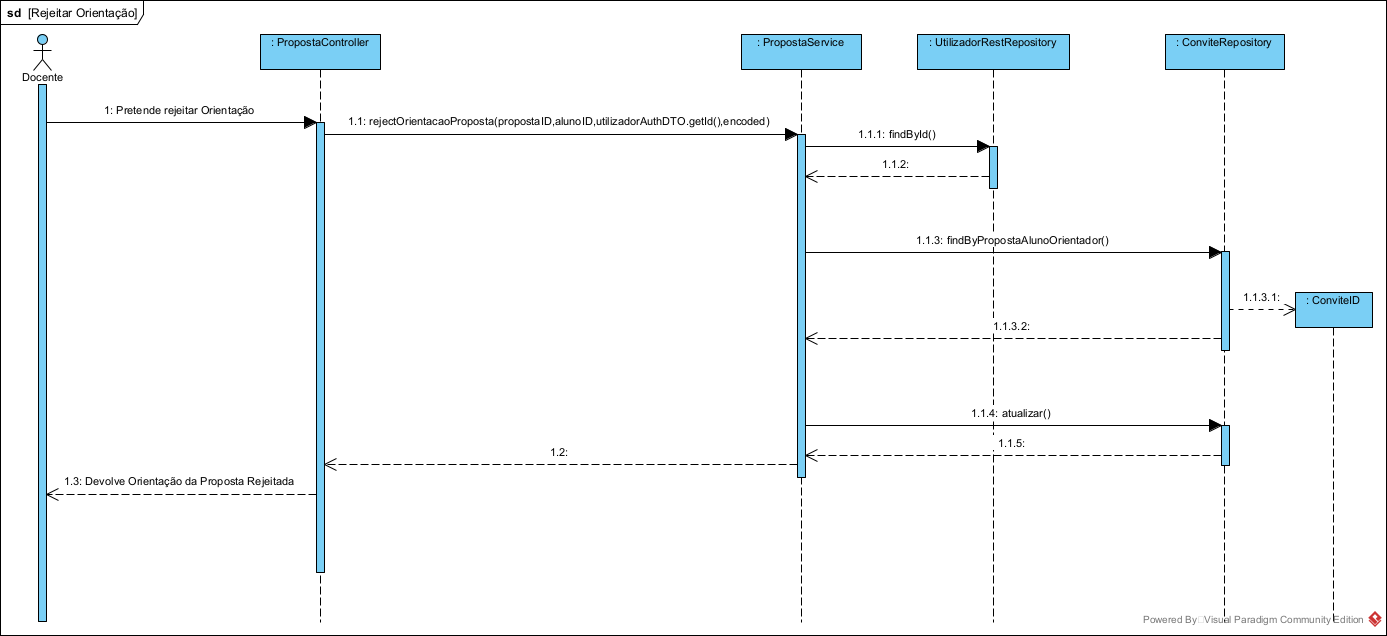 sd [Rejeitar Orientação]
: PropostaController
: PropostaService
: UtilizadorRestRepository
: ConviteRepository
Docente
1: Pretende rejeitar Orientação
1.1: rejectOrientacaoProposta(propostaID,alunoID,utilizadorAuthDTO.getId(),encoded)
1.1.1: findById()
1.1.2:
1.1.3: findByPropostaAlunoOrientador()
1.1.3.1:
: ConviteID
1.1.3.2:
1.1.4: atualizar()
1.1.5:
1.2:
1.3: Devolve Orientação da Proposta Rejeitada
Powered By Visual Paradigm Community Edition